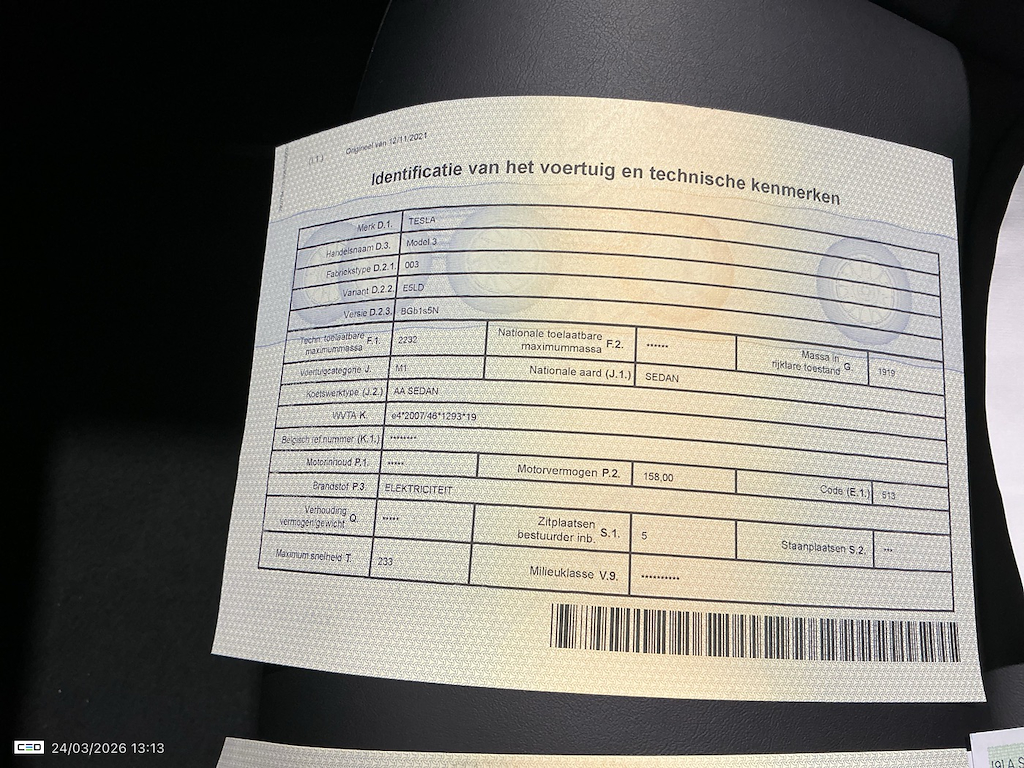 (I.1.) Origineel van 12/11/2021
Identificatie van het voertuig en technische kenmerken
Merk D.1. TESLA
Handelsnaam D.3. Model 3
Fabriekstype D.2.1. 003
Variant D.2.2. E5LD
Versie D.2.3. BGb1s5N
Techn. toelaatbare maximummassa F.1. 2232 Nationale toelaatbare maximummassa F.2. ****** Massa in rijklare toestand G. 1919
Voertuigcategorie J. M1 Nationale aard (J.1.) SEDAN
Koetswerktype (J.2.) AA SEDAN
WVTA K. e4*2007/46*1293*19
Belgisch ref.nummer (K.1.) ********
Motorinhoud P.1. ***** Motorvermogen P.2. 158,00 Code (E.1.) 513
Brandstof P.3. ELEKTRICITEIT
Verhouding vermogen/gewicht Q. ***** Zitplaatsen bestuurder inb. S.1. 5 Staanplaatsen S.2. ***
Maximum snelheid T. 233 Milieuklasse V.9. **********
CEO 24/03/2026 13:13